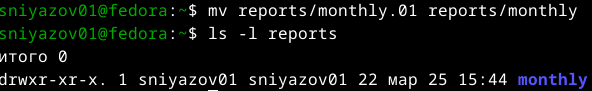 sniyazov01@fedora:~$ mv reports/monthly.01 reports/monthly
sniyazov01@fedora:~$ ls -l reports
итого 0
drwxr-xr-x. 1 sniyazov01 sniyazov01 22 мар 25 15:44 monthly